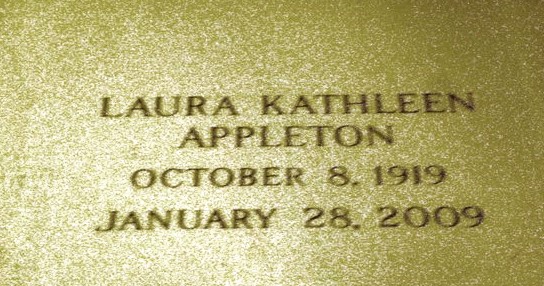 LAURA KATHLEEN
APPLETON
OCTOBER 8, 1919
JANUARY 28, 2009